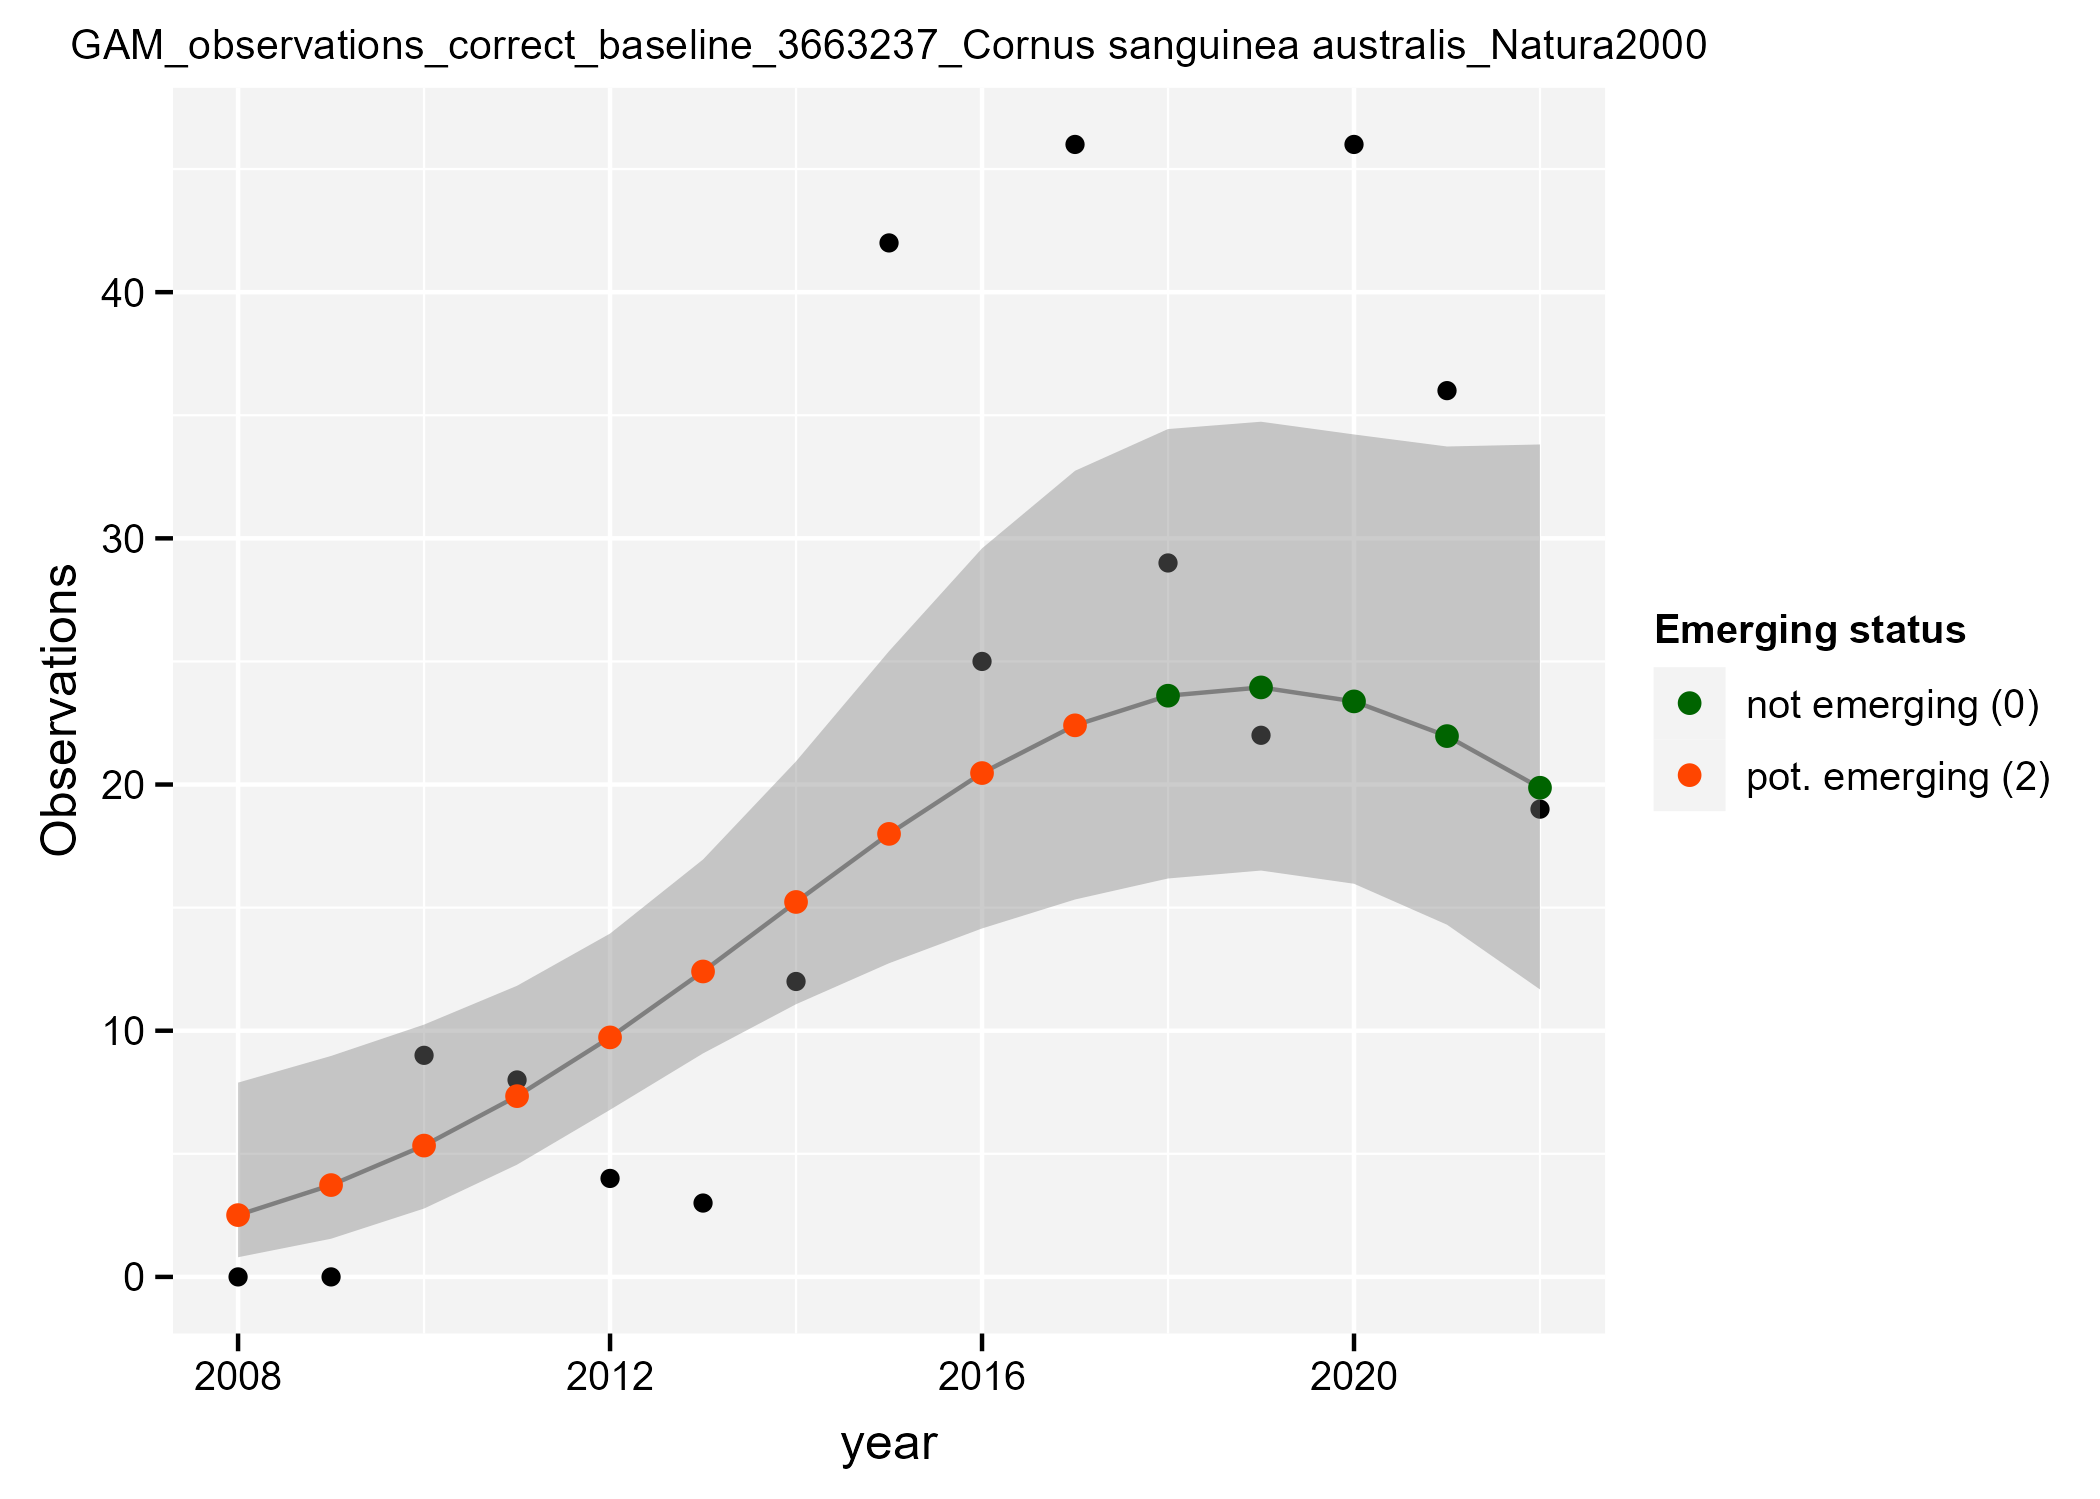 GAM_observations_correct_baseline_3663237_Cornus sanguinea australis_Natura2000
Observations
40
30
20
10
0
2008
2012
2016
2020
year
Emerging status
not emerging (0)
pot. emerging (2)